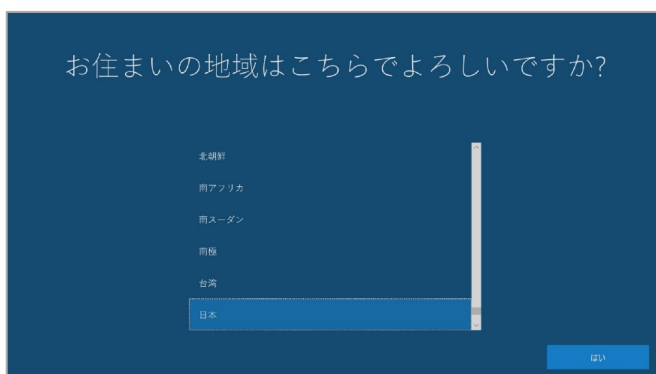 お住まいの地域はこちらでよろしいですか?
北朝鮮
南アフリカ
南スーダン
南極
台湾
日本
はい